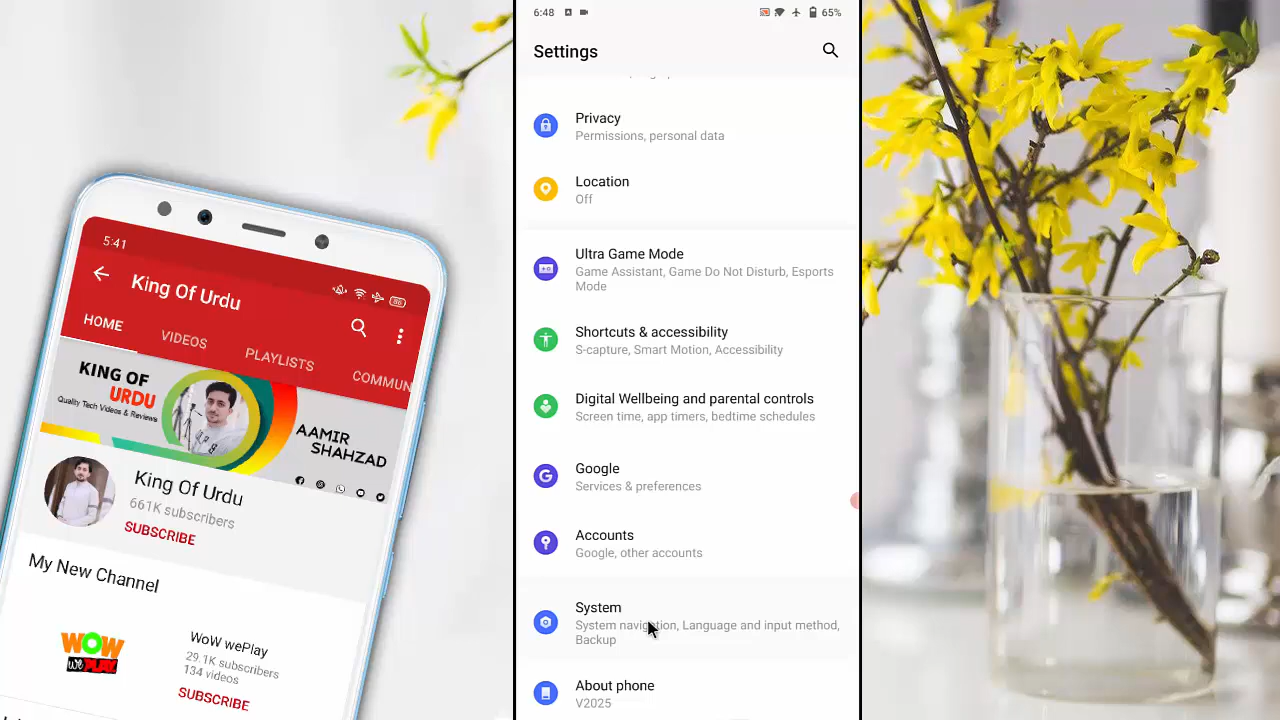 5:41
86
King Of Urdu
HOME
VIDEOS
PLAYLISTS
COMMUN
KING OF
URDU
Quality Tech Videos & Reviews
AAMIR
SHAHZAD
King Of Urdu
661K subscribers
SUBSCRIBE
My New Channel
WOW
wePLAY
WoW wePlay
29.1K subscribers
134 videos
SUBSCRIBE
6:48
65%
Settings
Privacy
Permissions, personal data
Location
Off
Ultra Game Mode
Game Assistant, Game Do Not Disturb, Esports
Mode
Shortcuts & accessibility
S-capture, Smart Motion, Accessibility
Digital Wellbeing and parental controls
Screen time, app timers, bedtime schedules
Google
Services & preferences
Accounts
Google, other accounts
System
System navigation, Language and input method,
Backup
About phone
V2025